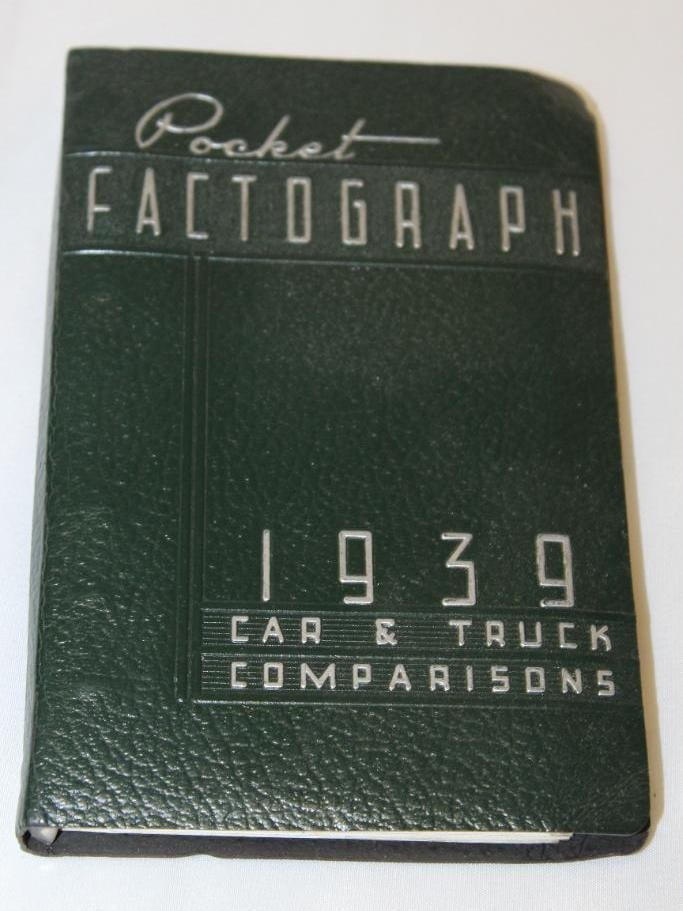 Pocket
FACTOGRAPH
1939
CAR & TRUCK
COMPARISONS